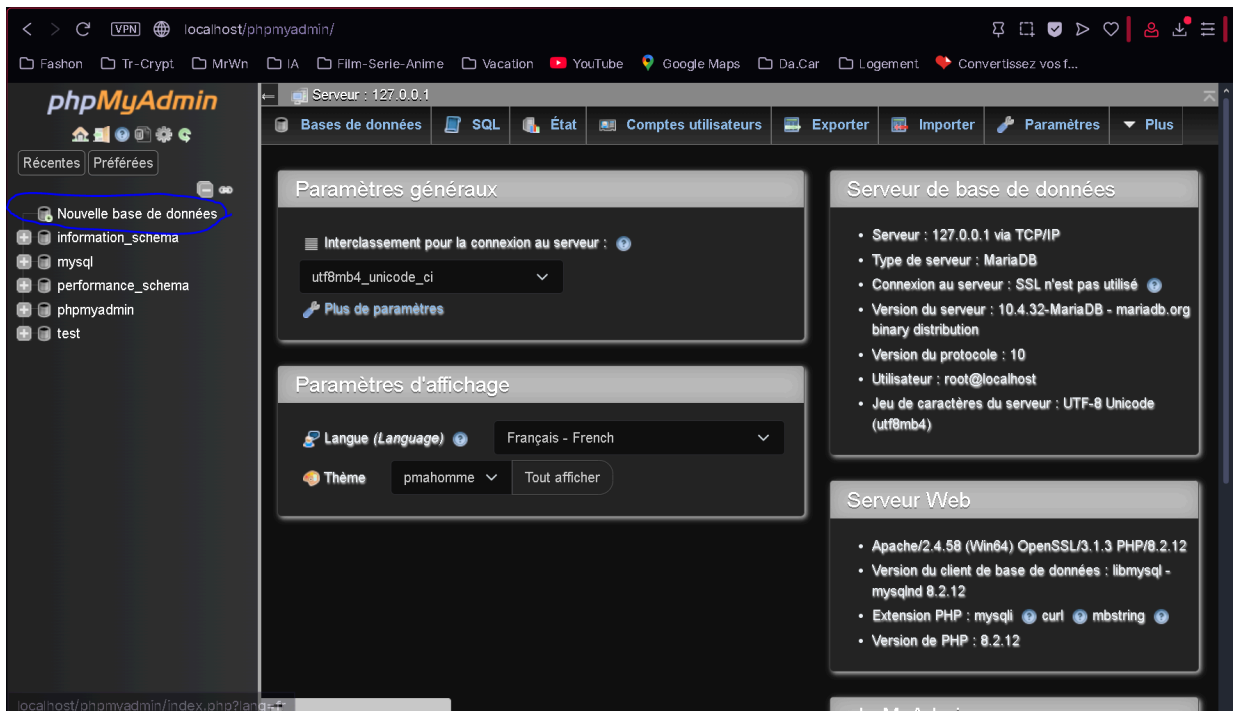 VPN localhost/phpmyadmin/
Fashon Tr-Crypt MrWn IA Film-Serie-Anime Vacation YouTube Google Maps Da.Car Logement Convertissez vos f...
phpMyAdmin
Récentes Préférées
Nouvelle base de données
information_schema
mysql
performance_schema
phpmyadmin
test
Serveur : 127.0.0.1
Bases de données SQL État Comptes utilisateurs Exporter Importer Paramètres Plus
Paramètres généraux
Interclassement pour la connexion au serveur :
utf8mb4_unicode_ci
Plus de paramètres
Paramètres d'affichage
Langue (Language) Français - French
Thème pmahomme Tout afficher
Serveur de base de données
• Serveur : 127.0.0.1 via TCP/IP
• Type de serveur : MariaDB
• Connexion au serveur : SSL n'est pas utilisé
• Version du serveur : 10.4.32-MariaDB - mariadb.org
binary distribution
• Version du protocole : 10
• Utilisateur : root@localhost
• Jeu de caractères du serveur : UTF-8 Unicode
(utf8mb4)
Serveur Web
• Apache/2.4.58 (Win64) OpenSSL/3.1.3 PHP/8.2.12
• Version du client de base de données : libmysql -
mysqlnd 8.2.12
• Extension PHP : mysqli curl mbstring
• Version de PHP : 8.2.12
localhost/phpmyadmin/index.php?lang=fr